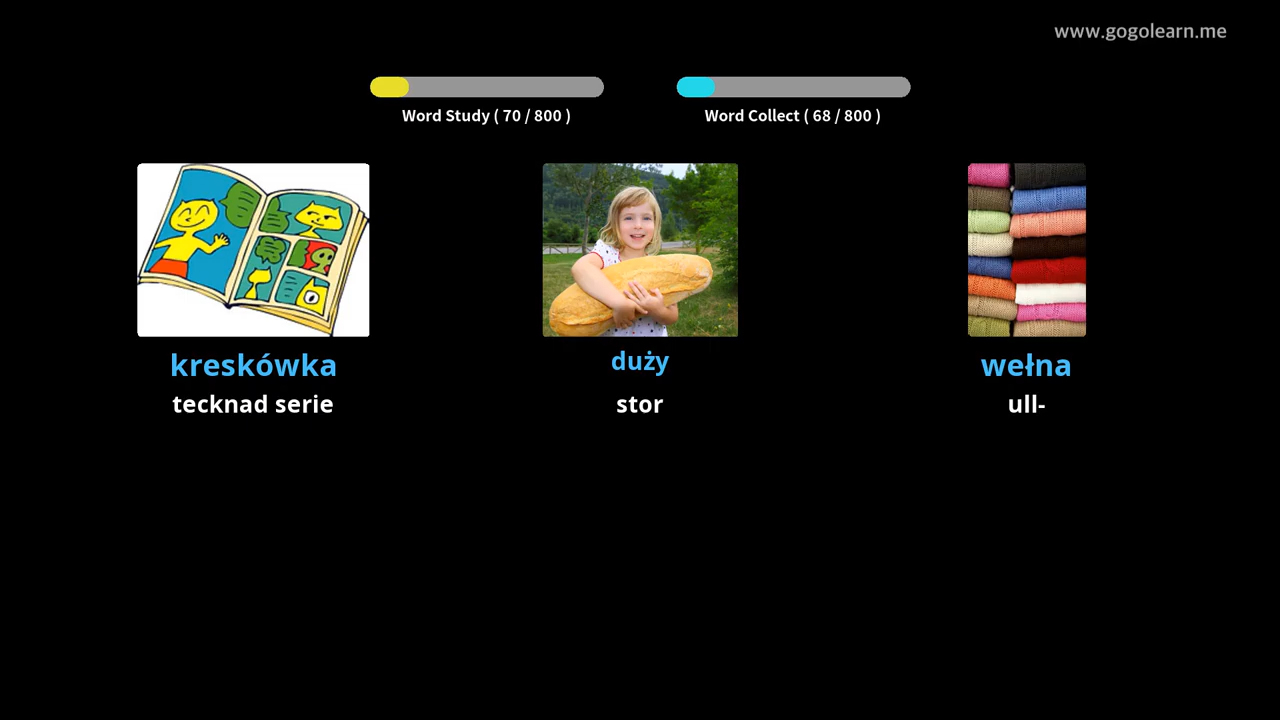 www.gogolearn.me
Word Study ( 70 / 800 )
Word Collect ( 68 / 800 )
kreskówka
duży
wełna
tecknad serie
stor
ull-